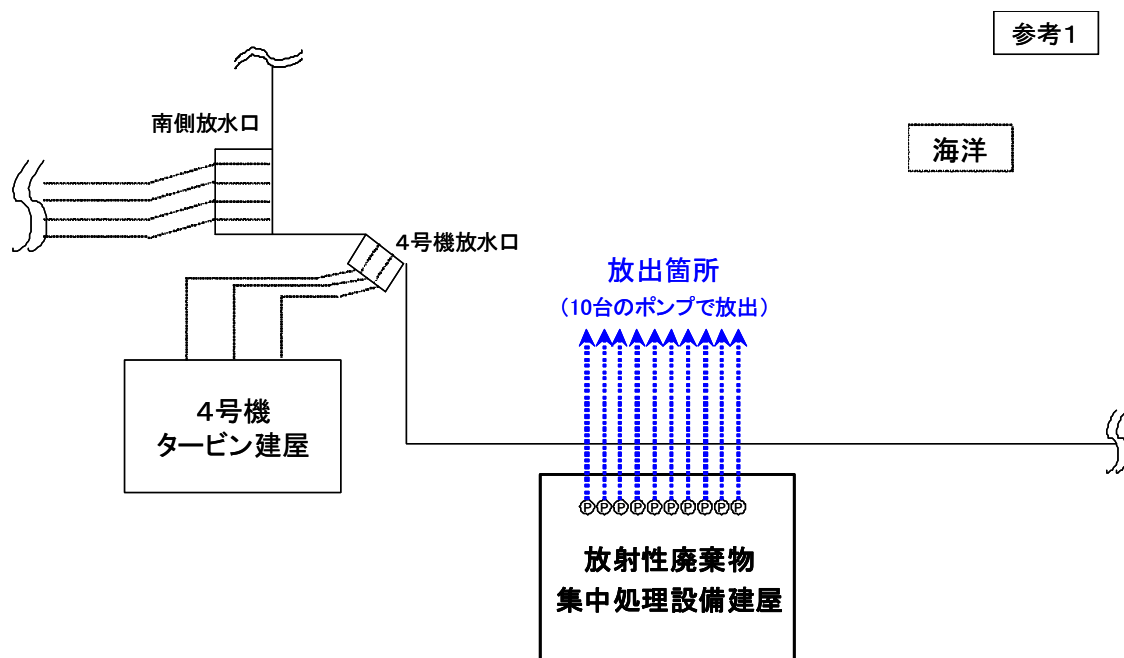 参考1
南側放水口
海洋
4号機放水口
放出箇所
（10台のポンプで放出）
4号機
タービン建屋
P P P P P P P P P P
放射性廃棄物
集中処理設備建屋